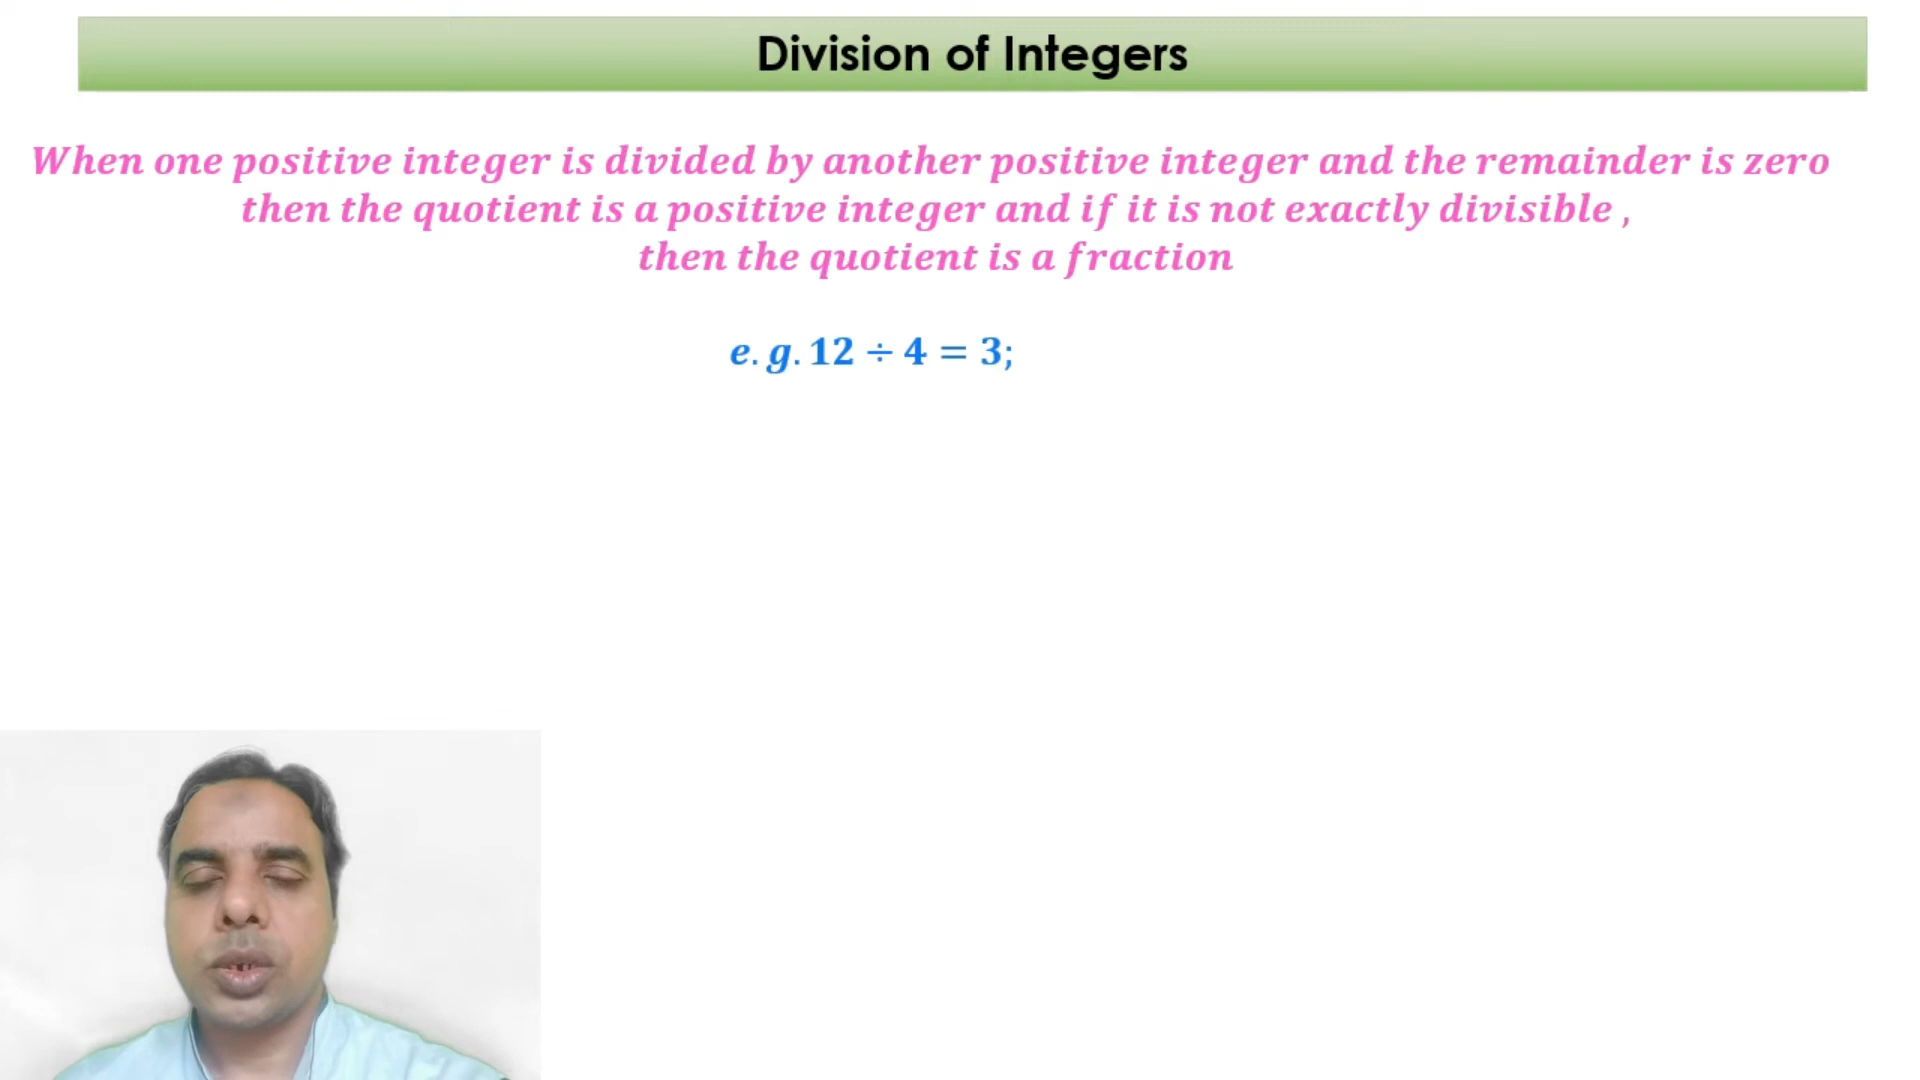 Division of Integers
When one positive integer is divided by another positive integer and the remainder is zero
then the quotient is a positive integer and if it is not exactly divisible ,
then the quotient is a fraction
e. g. 12 ÷ 4 = 3;